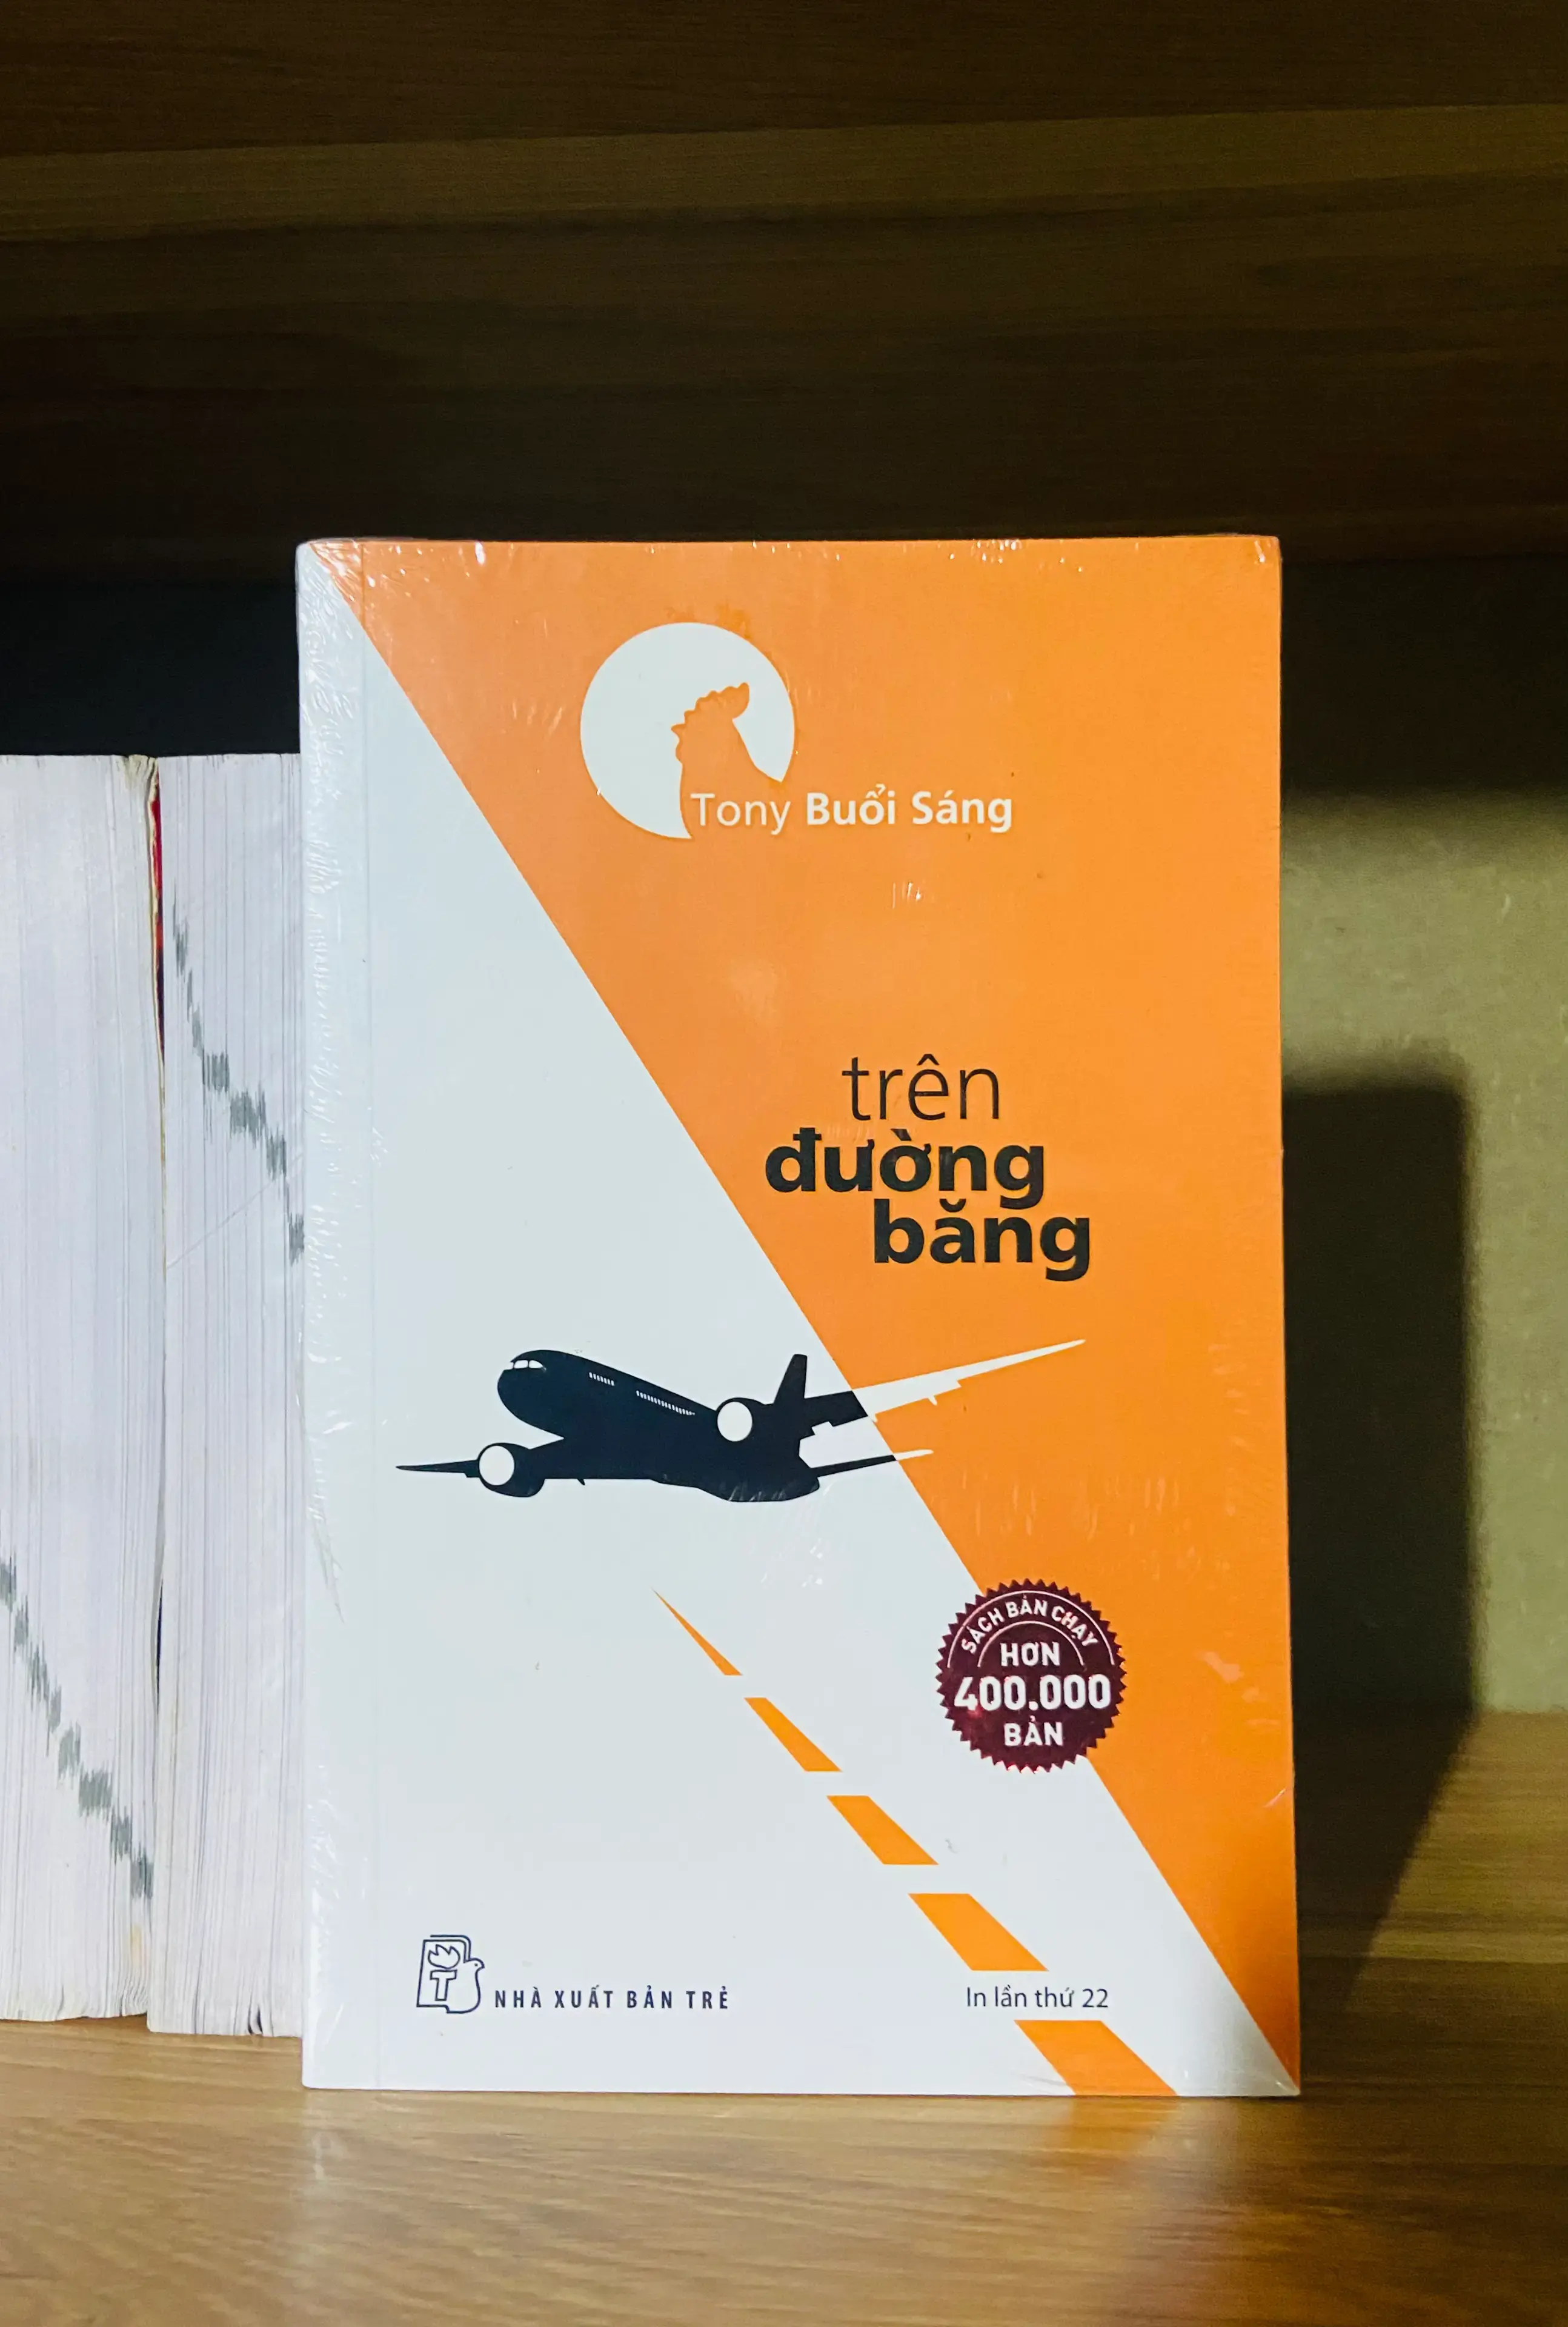 Tony Buổi Sáng
trên
đường
băng
SÁCH BÁN CHẠY
HƠN
400.000
BẢN
T
NHÀ XUẤT BẢN TRẺ
In lần thứ 22